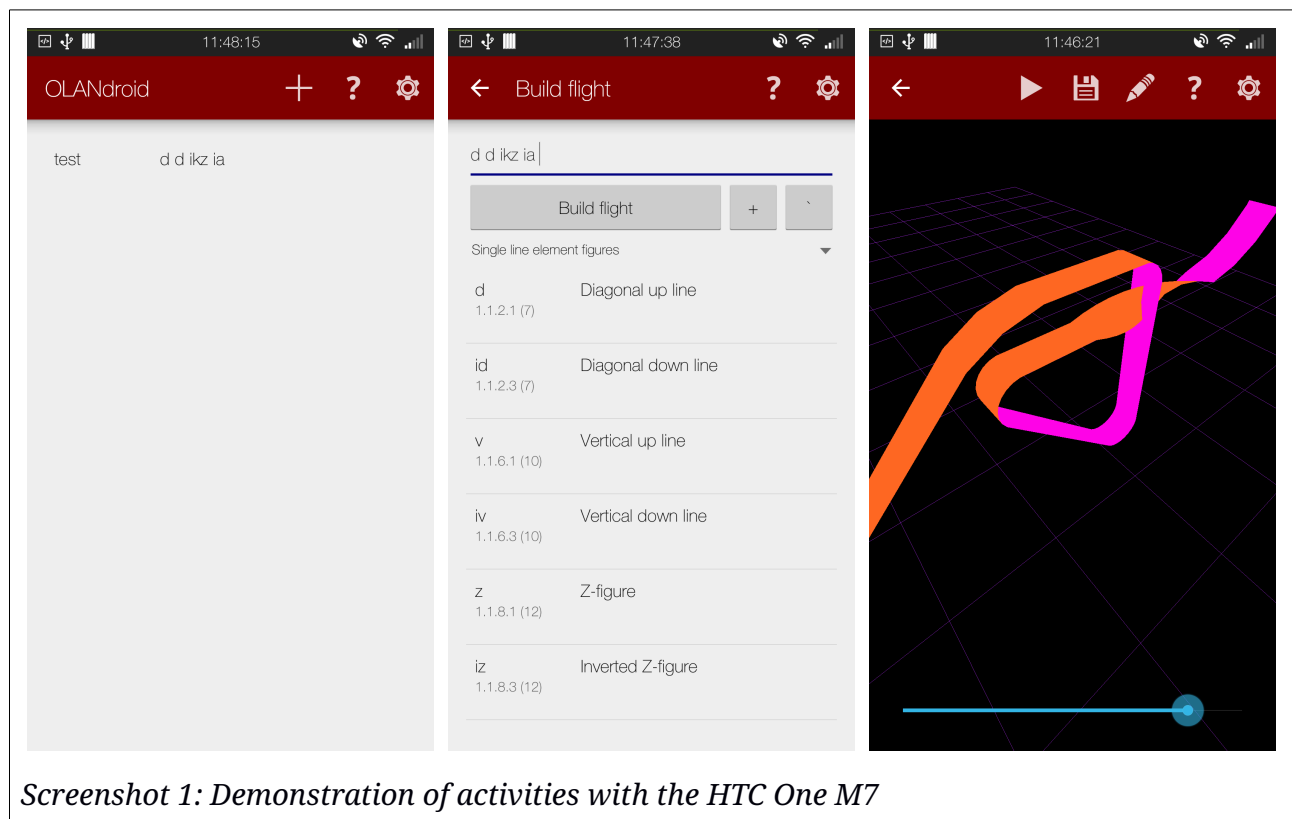 11:48:15
OLANdroid
?
test d d ikz ia
11:47:38
Build flight
?
d d ikz ia
Build flight + `
Single line element figures
d Diagonal up line
1.1.2.1 (7)
id Diagonal down line
1.1.2.3 (7)
v Vertical up line
1.1.6.1 (10)
iv Vertical down line
1.1.6.3 (10)
z Z-figure
1.1.8.1 (12)
iz Inverted Z-figure
1.1.8.3 (12)
11:46:21
?
Screenshot 1: Demonstration of activities with the HTC One M7